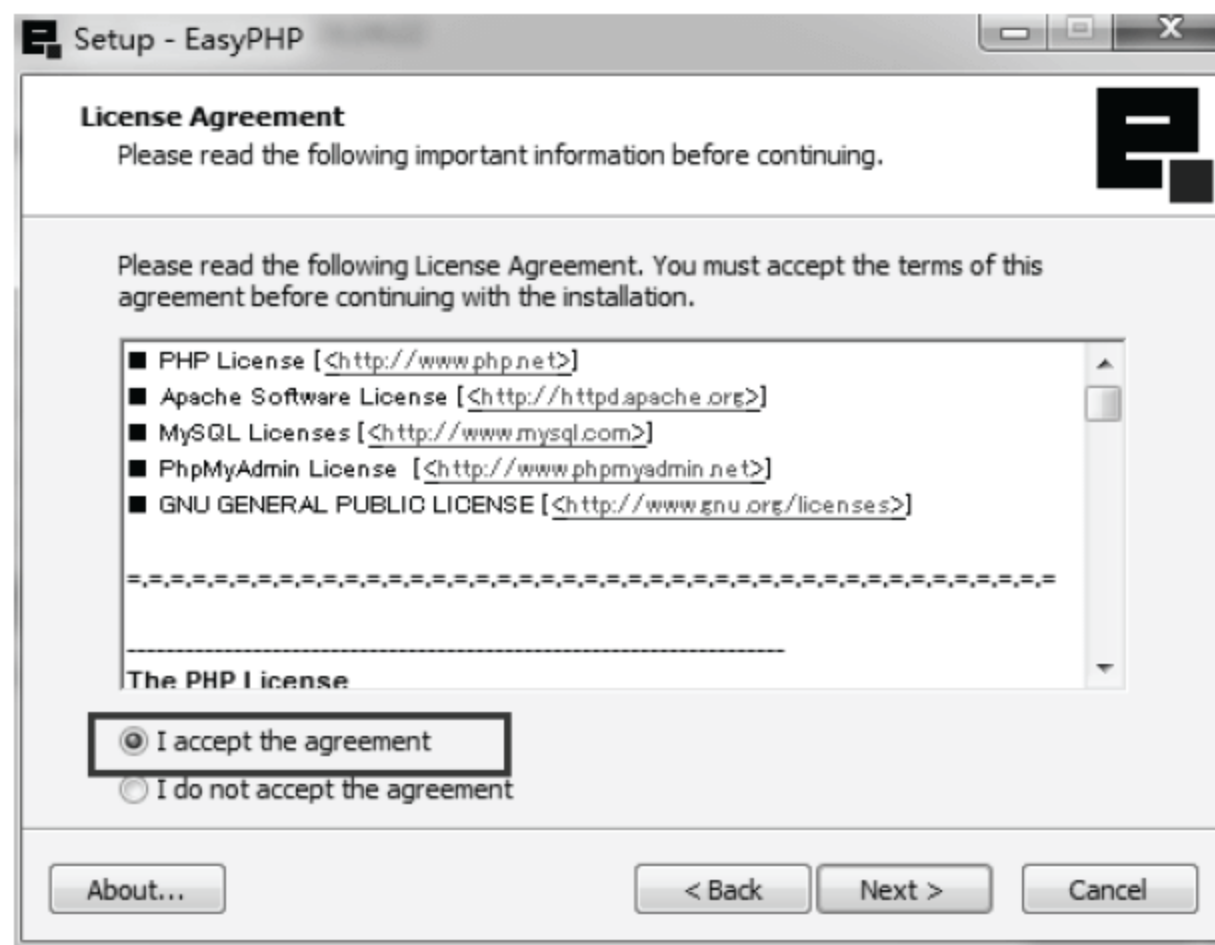 Setup - EasyPHP
License Agreement
Please read the following important information before continuing.
Please read the following License Agreement. You must accept the terms of this
agreement before continuing with the installation.
■ PHP License [<http://www.php.net>]
■ Apache Software License [<http://httpd.apache.org>]
■ MySQL Licenses [<http://www.mysql.com>]
■ PhpMyAdmin License [<http://www.phpmyadmin.net>]
■ GNU GENERAL PUBLIC LICENSE [<http://www.gnu.org/licenses>]
=.=.=.=.=.=.=.=.=.=.=.=.=.=.=.=.=.=.=.=.=.=.=.=.=.=.=.=.=.=.=.=.=.=.=.=.=.=.=.=.=.=.=
------------------------------------------------------------------
The PHP License
I accept the agreement
I do not accept the agreement
About...
< Back
Next >
Cancel